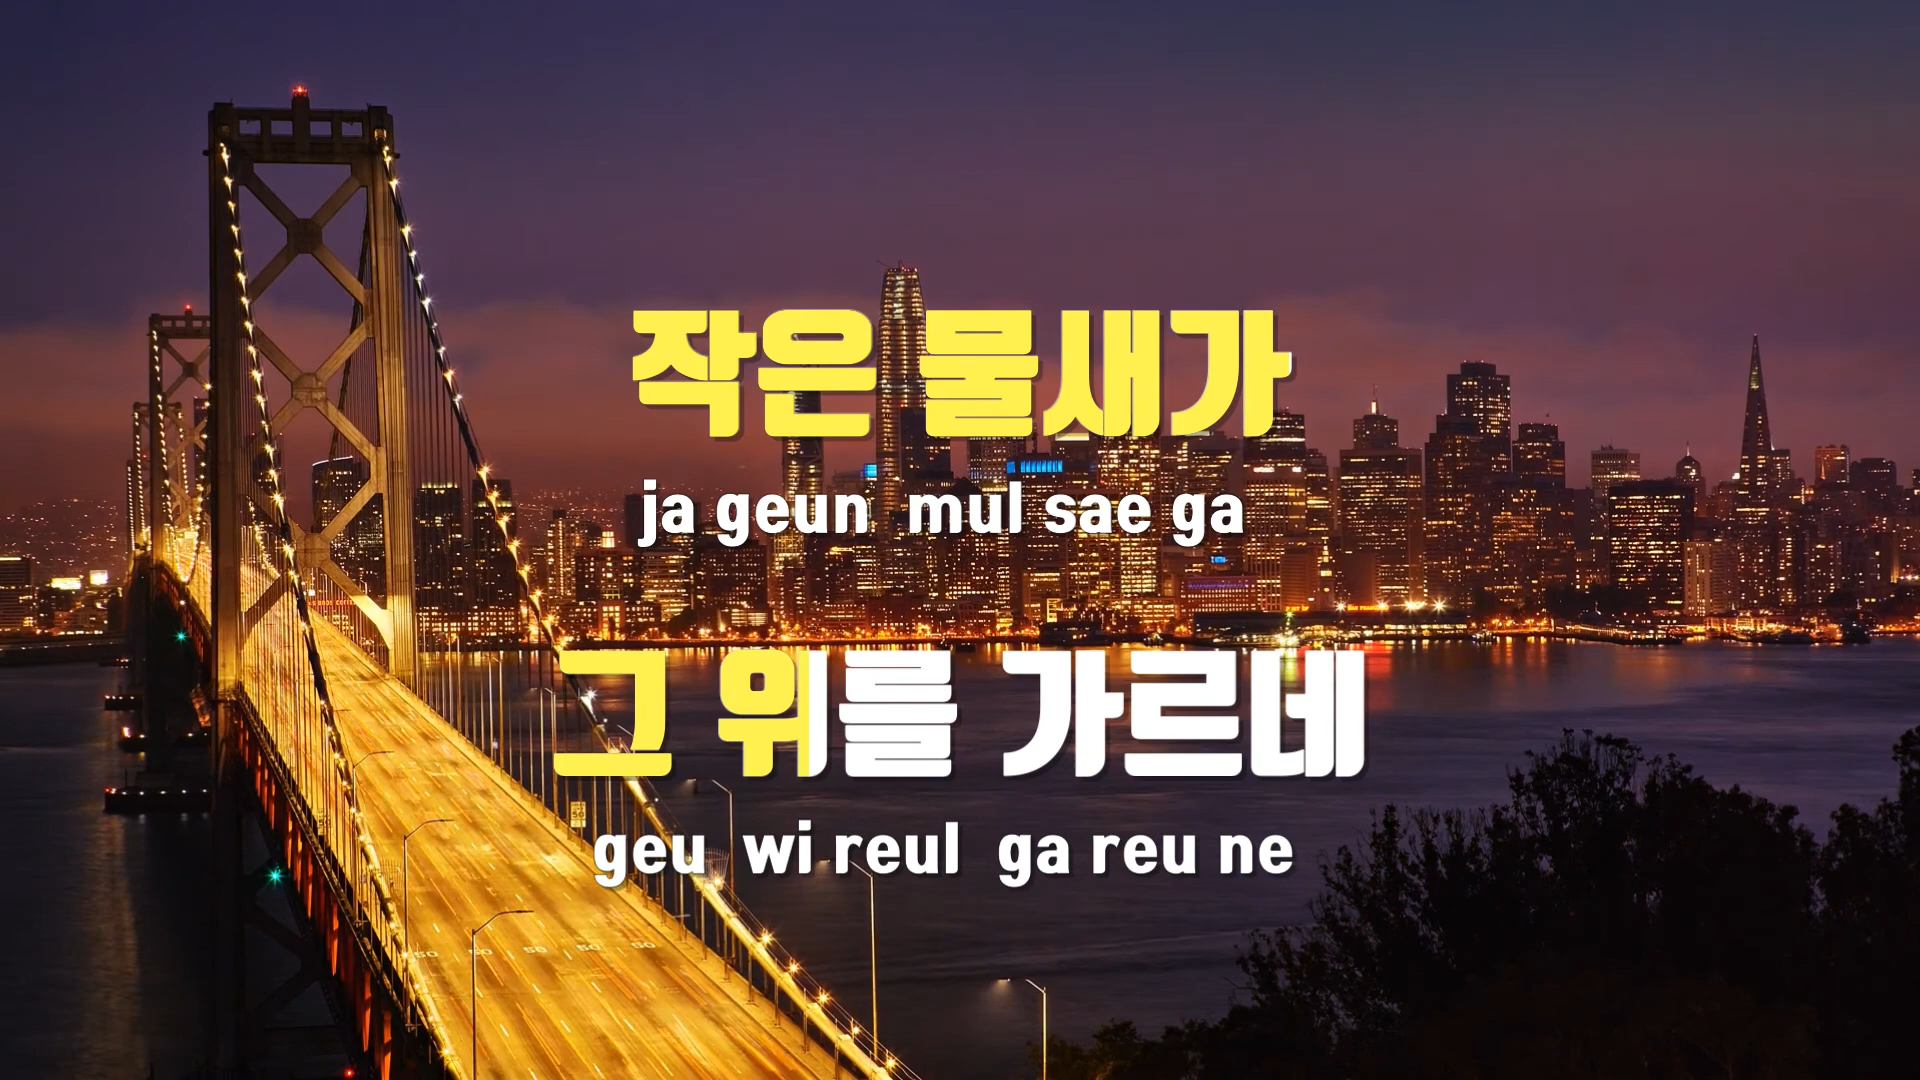 작은 물새가
ja geun mul sae ga
그 위를 가르네
geu wi reul ga reu ne